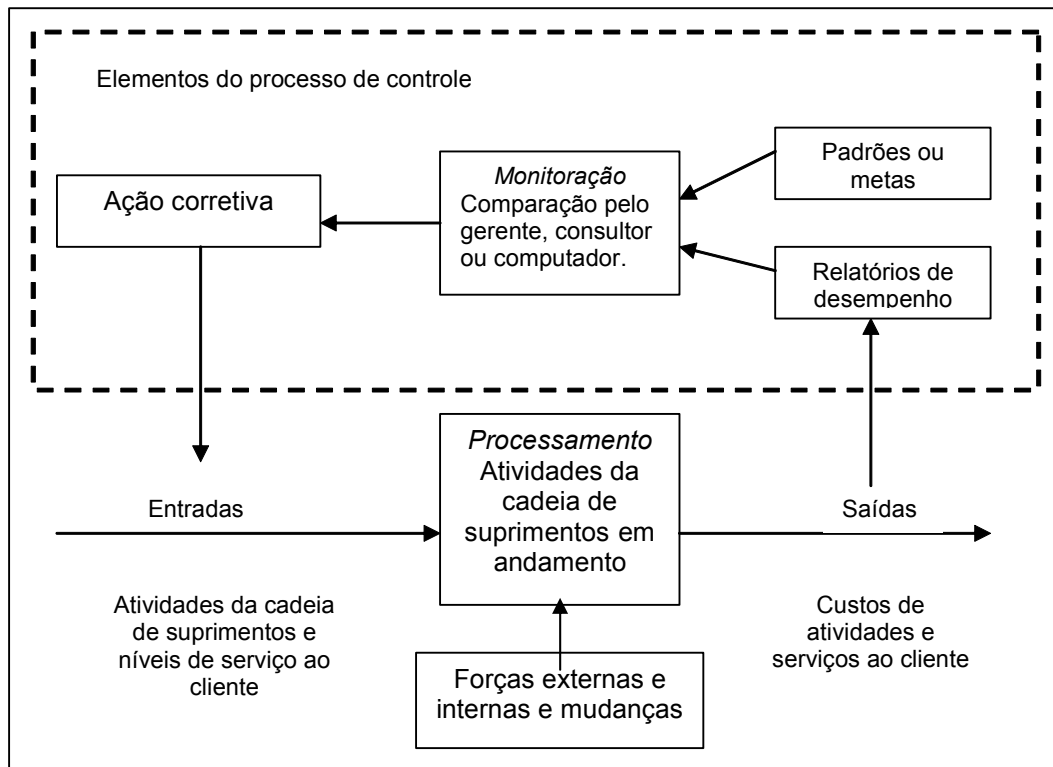 Elementos do processo de controle
Padrões ou
metas
Monitoração
Comparação pelo
gerente, consultor
ou computador.
Ação corretiva
Relatórios de
desempenho
Processamento
Atividades da
cadeia de
suprimentos em
andamento
Entradas
Saídas
Atividades da cadeia
de suprimentos e
níveis de serviço ao
cliente
Custos de
atividades e
serviços ao cliente
Forças externas e
internas e mudanças